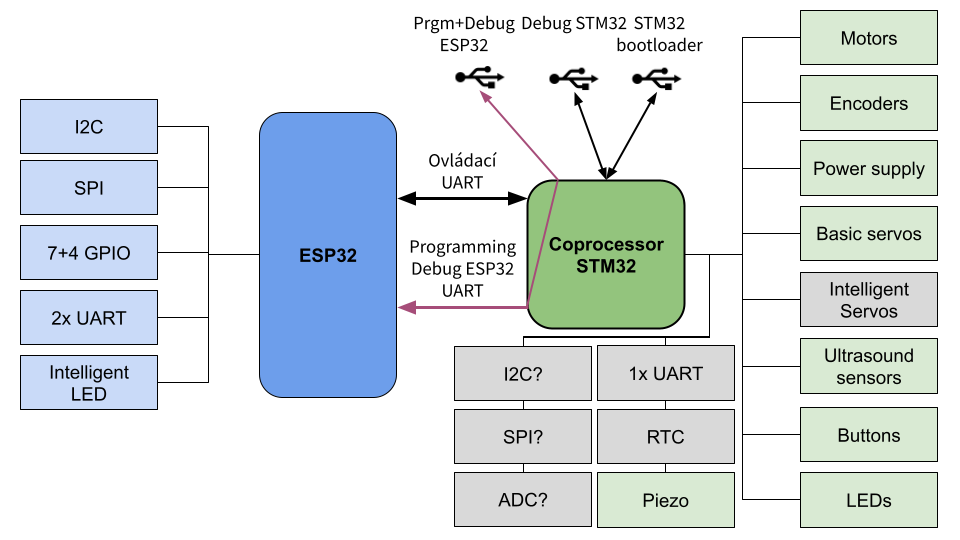 Prgm+Debug
ESP32
Debug STM32
STM32
bootloader
I2C
SPI
7+4 GPIO
2x UART
Intelligent
LED
ESP32
Ovládací
UART
Programming
Debug ESP32
UART
Coprocessor
STM32
I2C?
SPI?
ADC?
1x UART
RTC
Piezo
Motors
Encoders
Power supply
Basic servos
Intelligent
Servos
Ultrasound
sensors
Buttons
LEDs